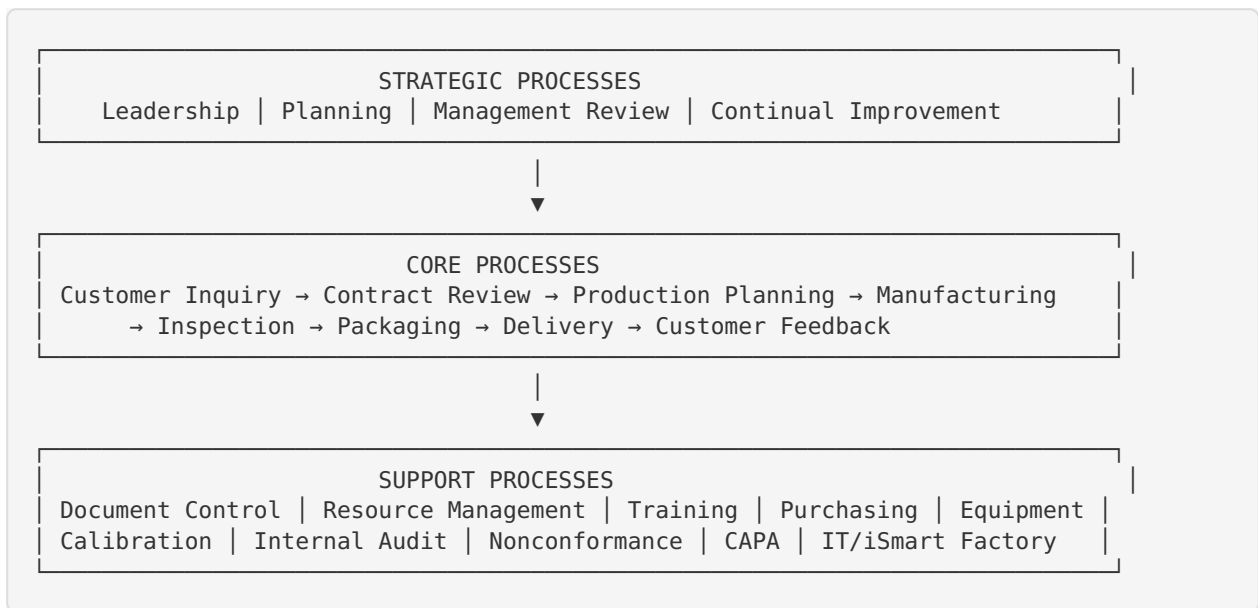 STRATEGIC PROCESSES
Leadership │ Planning │ Management Review │ Continual Improvement
CORE PROCESSES
Customer Inquiry → Contract Review → Production Planning → Manufacturing
→ Inspection → Packaging → Delivery → Customer Feedback
SUPPORT PROCESSES
Document Control │ Resource Management │ Training │ Purchasing │ Equipment
Calibration │ Internal Audit │ Nonconformance │ CAPA │ IT/iSmart Factory